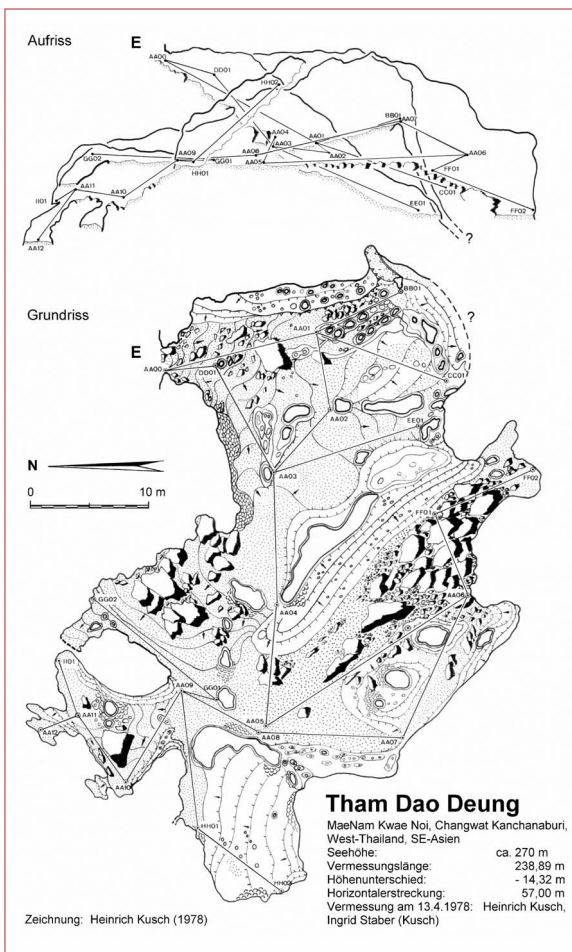 Aufriss
E
AA00
DD01
HH02
BB01
AA07
AA04
AA01
AA03
AA09
AA08
AA02
AA06
GG02
GG01
AA05
FF01
HH01
CC01
AA11
AA10
II01
EE01
FF02
?
AA12
Grundriss
BB01
?
AA01
E
AA00
DD01
CC01
AA02
EE01
N
AA03
FF02
0 10 m
FF01
AA04
AA06
GG02
II01
AA09
GG01
AA11
AA12
AA05
AA08
AA07
AA10
HH01
HH02
Tham Dao Deung
MaeNam Kwae Noi, Changwat Kanchanaburi,
West-Thailand, SE-Asien
Seehöhe: ca. 270 m
Vermessungslänge: 238,89 m
Höhenunterschied: - 14,32 m
Horizontalerstreckung: 57,00 m
Vermessung am 13.4.1978: Heinrich Kusch,
Ingrid Staber (Kusch)
Zeichnung: Heinrich Kusch (1978)